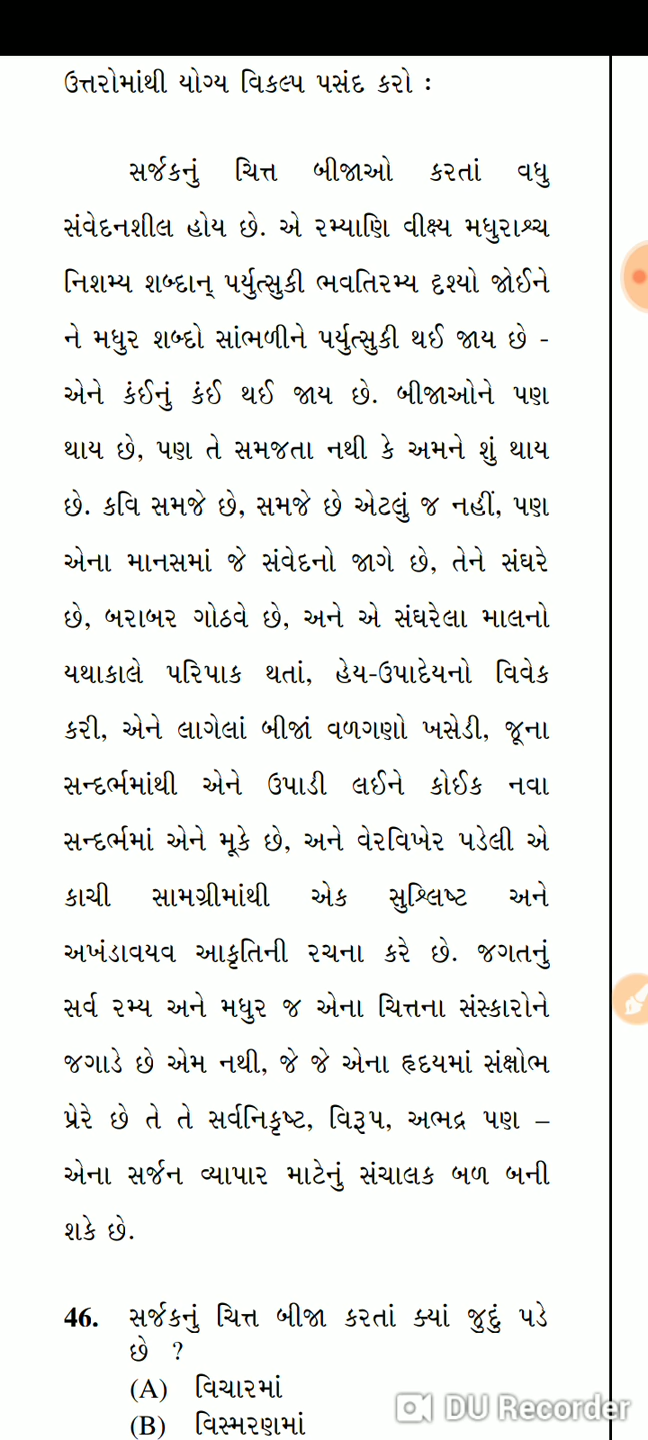 ઉત્તરોમાંથી યોગ્ય વિકલ્પ પસંદ કરો :
સર્જકનું ચિત્ત બીજાઓ કરતાં વધુ
સંવેદનશીલ હોય છે. એ રમ્યાણિ વીક્ષ્ય મધુરાશ્ચ
નિશમ્ય શબ્દાન્ પર્યુત્સુકી ભવતિરમ્ય દૃશ્યો જોઈને
ને મધુર શબ્દો સાંભળીને પર્યુત્સુકી થઈ જાય છે -
એને કંઈનું કંઈ થઈ જાય છે. બીજાઓને પણ
થાય છે, પણ તે સમજતા નથી કે અમને શું થાય
છે. કવિ સમજે છે, સમજે છે એટલું જ નહીં, પણ
એના માનસમાં જે સંવેદનો જાગે છે, તેને સંઘરે
છે, બરાબર ગોઠવે છે, અને એ સંઘરેલા માલનો
યથાકાલે પરિપાક થતાં, હેય-ઉપાદેયનો વિવેક
કરી, એને લાગેલાં બીજાં વળગણો ખસેડી, જૂના
સન્દર્ભમાંથી એને ઉપાડી લઈને કોઈક નવા
સન્દર્ભમાં એને મૂકે છે, અને વેરવિખેર પડેલી એ
કાચી સામગ્રીમાંથી એક સુશ્લિષ્ટ અને
અખંડાવયવ આકૃતિની રચના કરે છે. જગતનું
સર્વ રમ્ય અને મધુર જ એના ચિત્તના સંસ્કારોને
જગાડે છે એમ નથી, જે જે એના હૃદયમાં સંક્ષોભ
પ્રેરે છે તે તે સર્વનિકૃષ્ટ, વિરૂપ, અભદ્ર પણ –
એના સર્જન વ્યાપાર માટેનું સંચાલક બળ બની
શકે છે.
46. સર્જકનું ચિત્ત બીજા કરતાં ક્યાં જુદું પડે
છે ?
(A) વિચારમાં
(B) વિસ્મરણમાં
DU Recorder